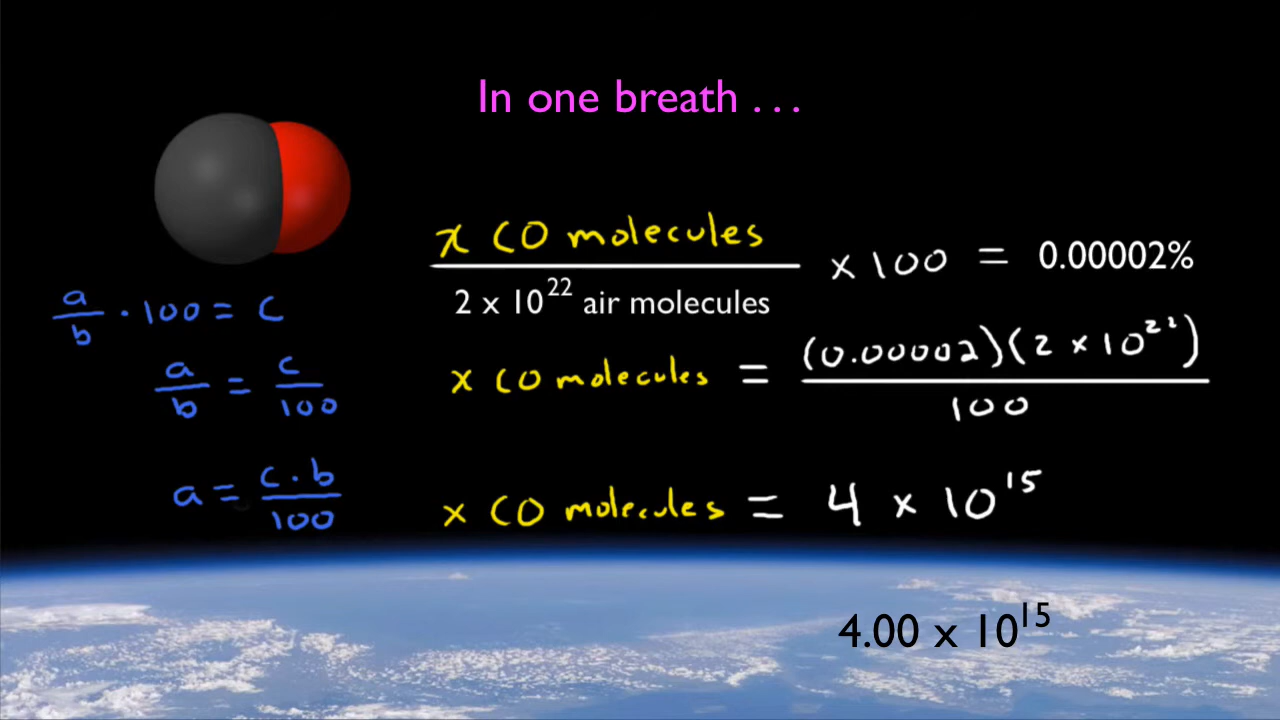 In one breath . . .
x CO molecules
2 x 10^22 air molecules
x 100 = 0.00002%
a/b · 100 = c
x CO molecules = (0.00002)(2 x 10^22)
100
a/b = c/100
a = c·b/100
x CO molecules = 4 x 10^15
4.00 x 10^15